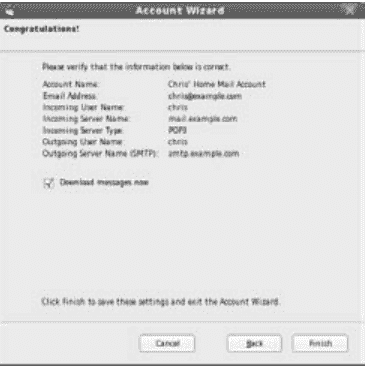 Account Wizard
Congratulations!
Please verify that the information below is correct.
Account Name: Chris' Home Mail Account
Email Address: chris@example.com
Incoming User Name: chris
Incoming Server Name: mail.example.com
Incoming Server Type: POP3
Outgoing User Name: chris
Outgoing Server Name (SMTP): smtp.example.com
Download messages now
Click Finish to save these settings and exit the Account Wizard.
Cancel Back Finish